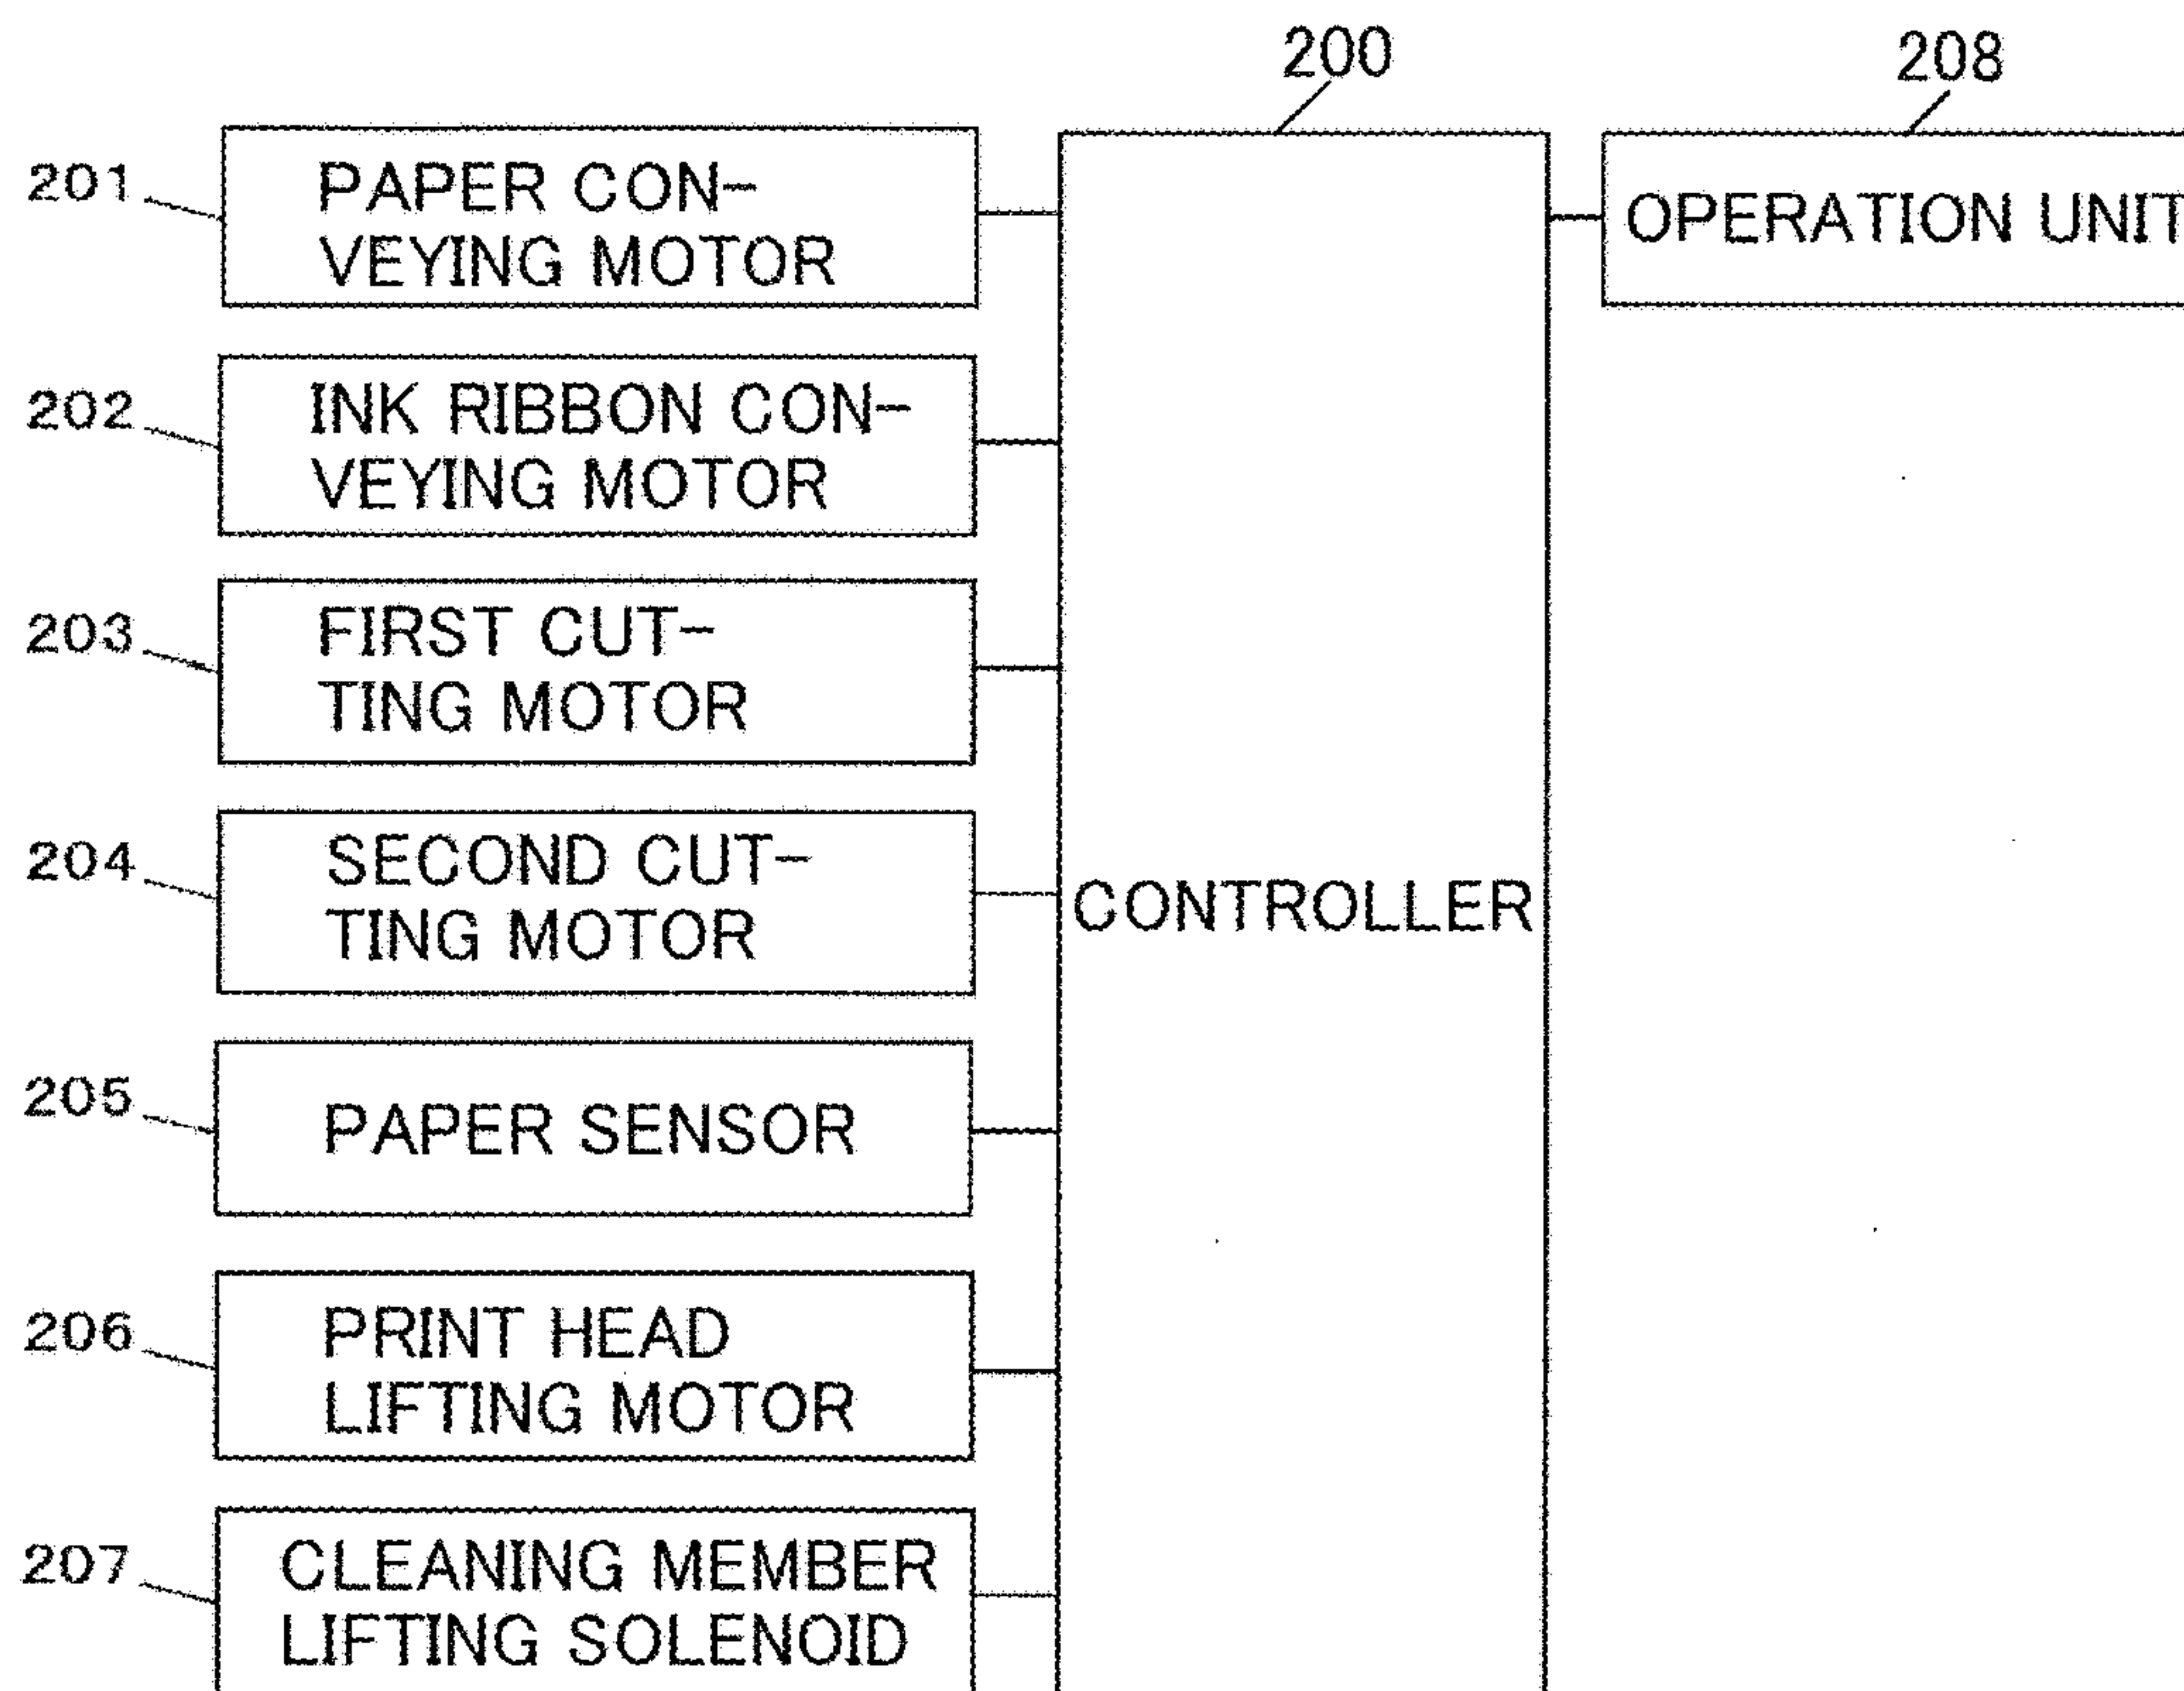 200
208
201
PAPER CON-
VEYING MOTOR
OPERATION UNIT
202
INK RIBBON CON-
VEYING MOTOR
203
FIRST CUT-
TING MOTOR
204
SECOND CUT-
TING MOTOR
CONTROLLER
205
PAPER SENSOR
206
PRINT HEAD
LIFTING MOTOR
207
CLEANING MEMBER
LIFTING SOLENOID